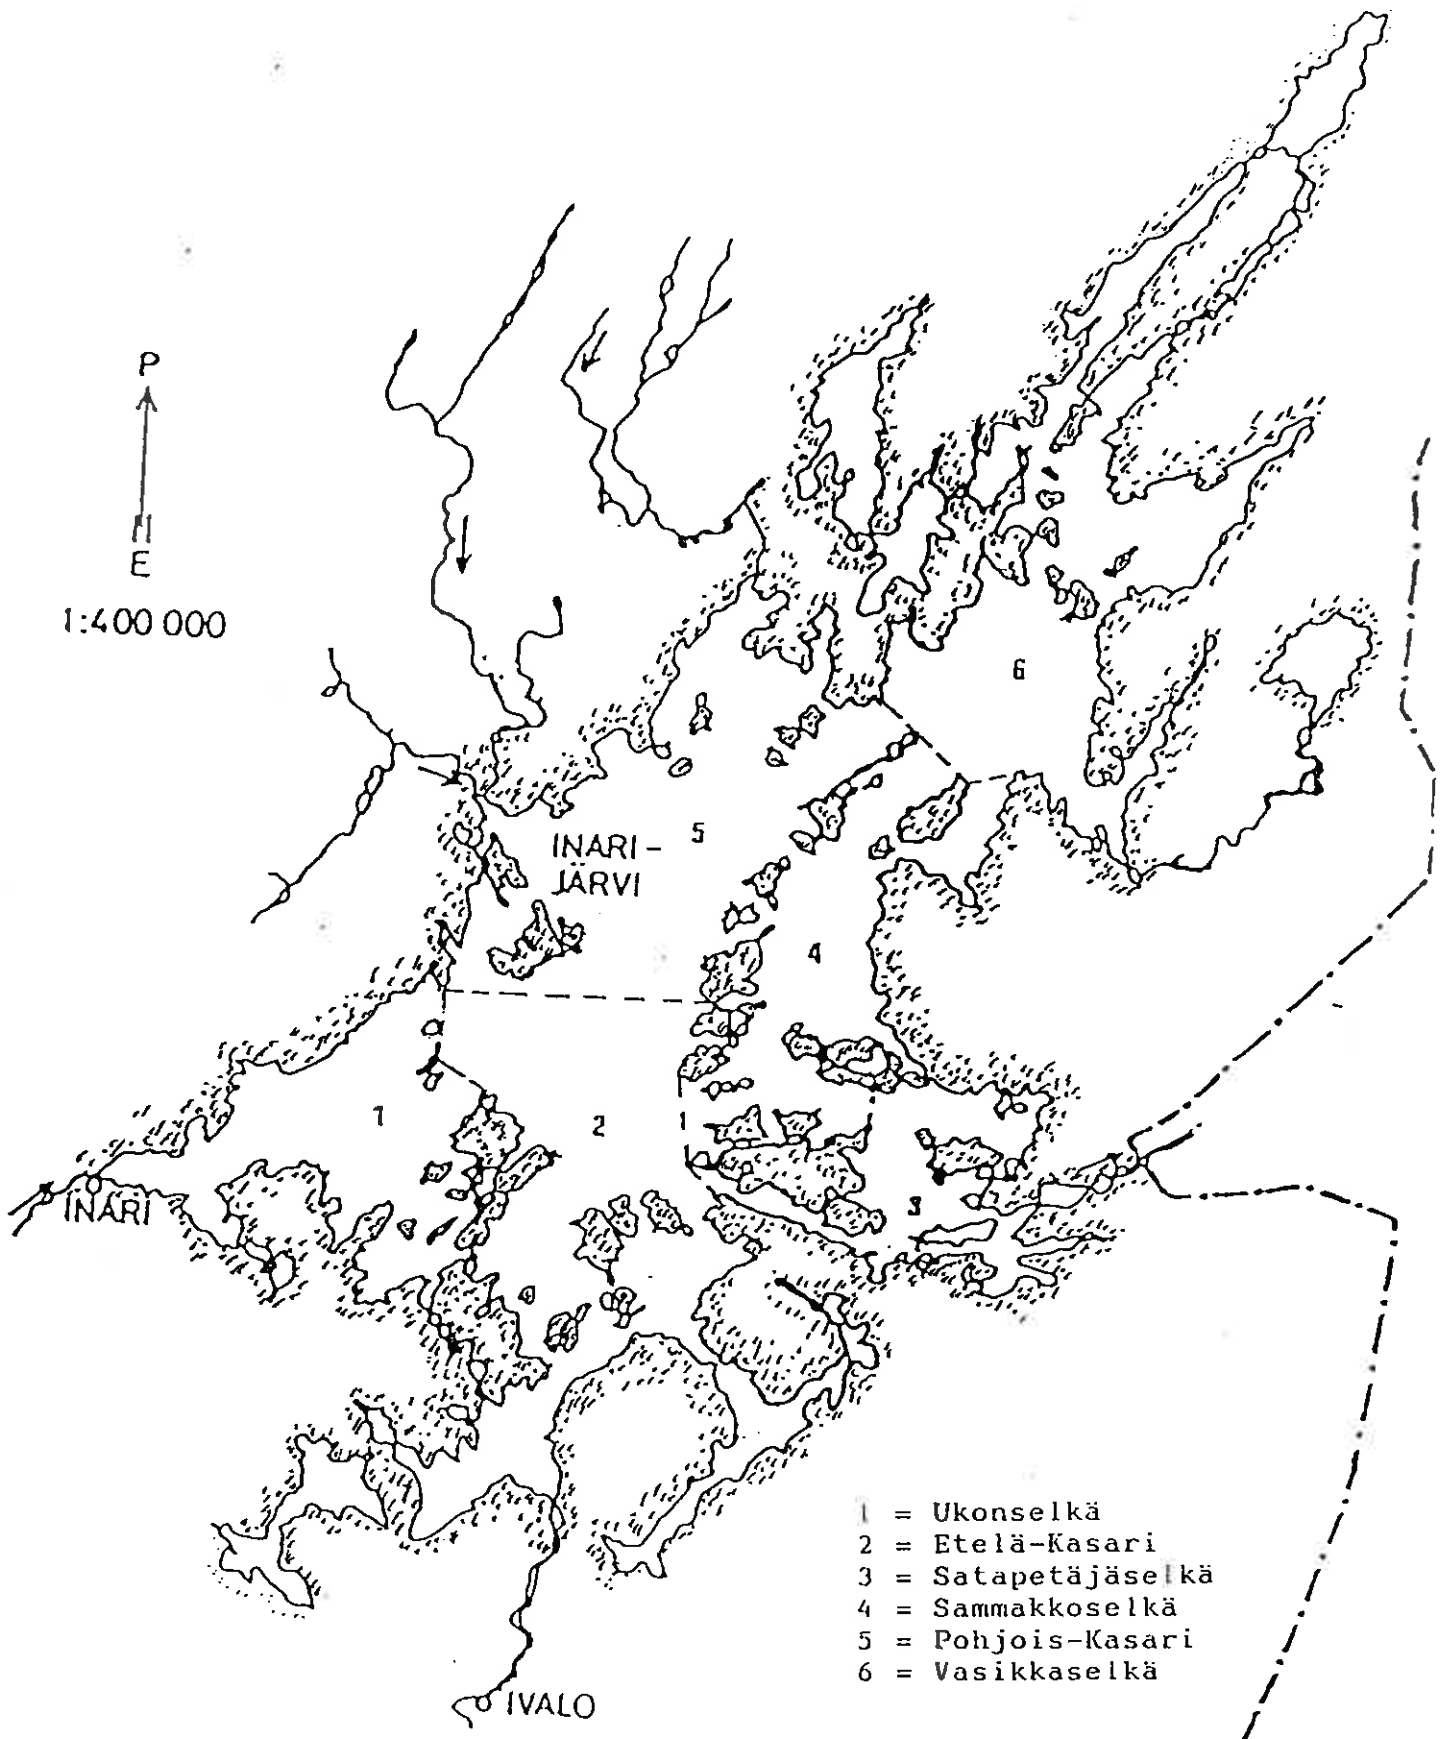 P
E
1:400 000
6
5
INARI-
JÄRVI
4
1
2
3
INARI
1 = Ukonselkä
2 = Etelä-Kasari
3 = Satapetäjäselkä
4 = Sammakkoselkä
5 = Pohjois-Kasari
6 = Vasikkaselkä
IVALO